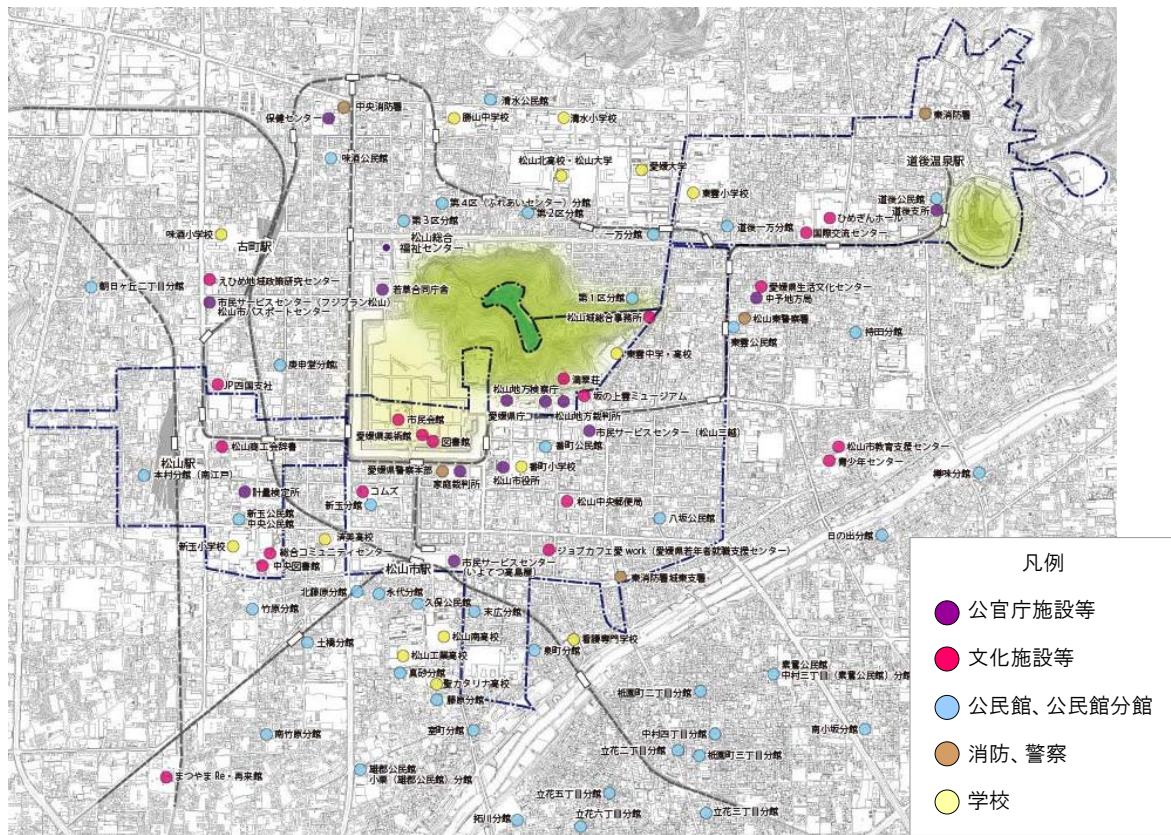 清水公民館
中央消防署
保健センター
勝山中学校
清水小学校
東消防署
味酒公民館
松山北高校・松山大学
愛媛大学
道後温泉駅
東雲小学校
第4区（ふれあいセンター）分館
第2区分館
道後公民館
道後支所
第3区分館
ひめぎんホール
国際交流センター
道後一万分館
一万分館
味酒小学校
古町駅
松山総合
福祉センター
えひめ地域政策研究センター
朝日ヶ丘二丁目分館
若草合同庁舎
市民サービスセンター（フジグラン松山）
松山市パスポートセンター
愛媛県生活文化センター
中予地方局
第1区分館
松山城総合事務所
松山東警察署
東雲公民館
持田分館
東雲中学・高校
庚申堂分館
JP四国支社
松山地方検察庁
萬翠荘
坂の上雲ミュージアム
愛媛県庁
松山地方裁判所
市民会館
愛媛県美術館
図書館
市民サービスセンター（松山三越）
番町公民館
松山商工会辞書
松山駅
本村分館（南江戸）
愛媛県警察本部
家庭裁判所
松山市役所
番町小学校
松山市教育支援センター
青少年センター
樽味分館
計量検定所
コムズ
新玉分館
松山中央郵便局
八坂公民館
新玉公民館
中央公民館
日の出分館
済美高校
新玉小学校
総合コミュニティセンター
中央図書館
松山市駅
市民サービスセンター
（いよてつ高島屋）
ジョブカフェ愛work（愛媛県若年者就職支援センター）
東消防署城東支署
北藤原分館
永代分館
久保公民館
末広分館
竹原分館
土橋分館
松山南高校
看護専門学校
泉町分館
松山工業高校
真砂分館
聖カタリナ高校
藤原分館
素鵞公民館
中村三丁目（素鵞公民館）分館
祇園町二丁目分館
南竹原分館
室町分館
中村四丁目分館
南小坂分館
立花二丁目分館
祇園町三丁目分館
まつやまRe・再来館
雄郡公民館
小栗（雄郡公民館）分館
立花五丁目分館
拓川分館
立花六丁目分館
立花三丁目分館
凡例
公官庁施設等
文化施設等
公民館、公民館分館
消防、警察
学校